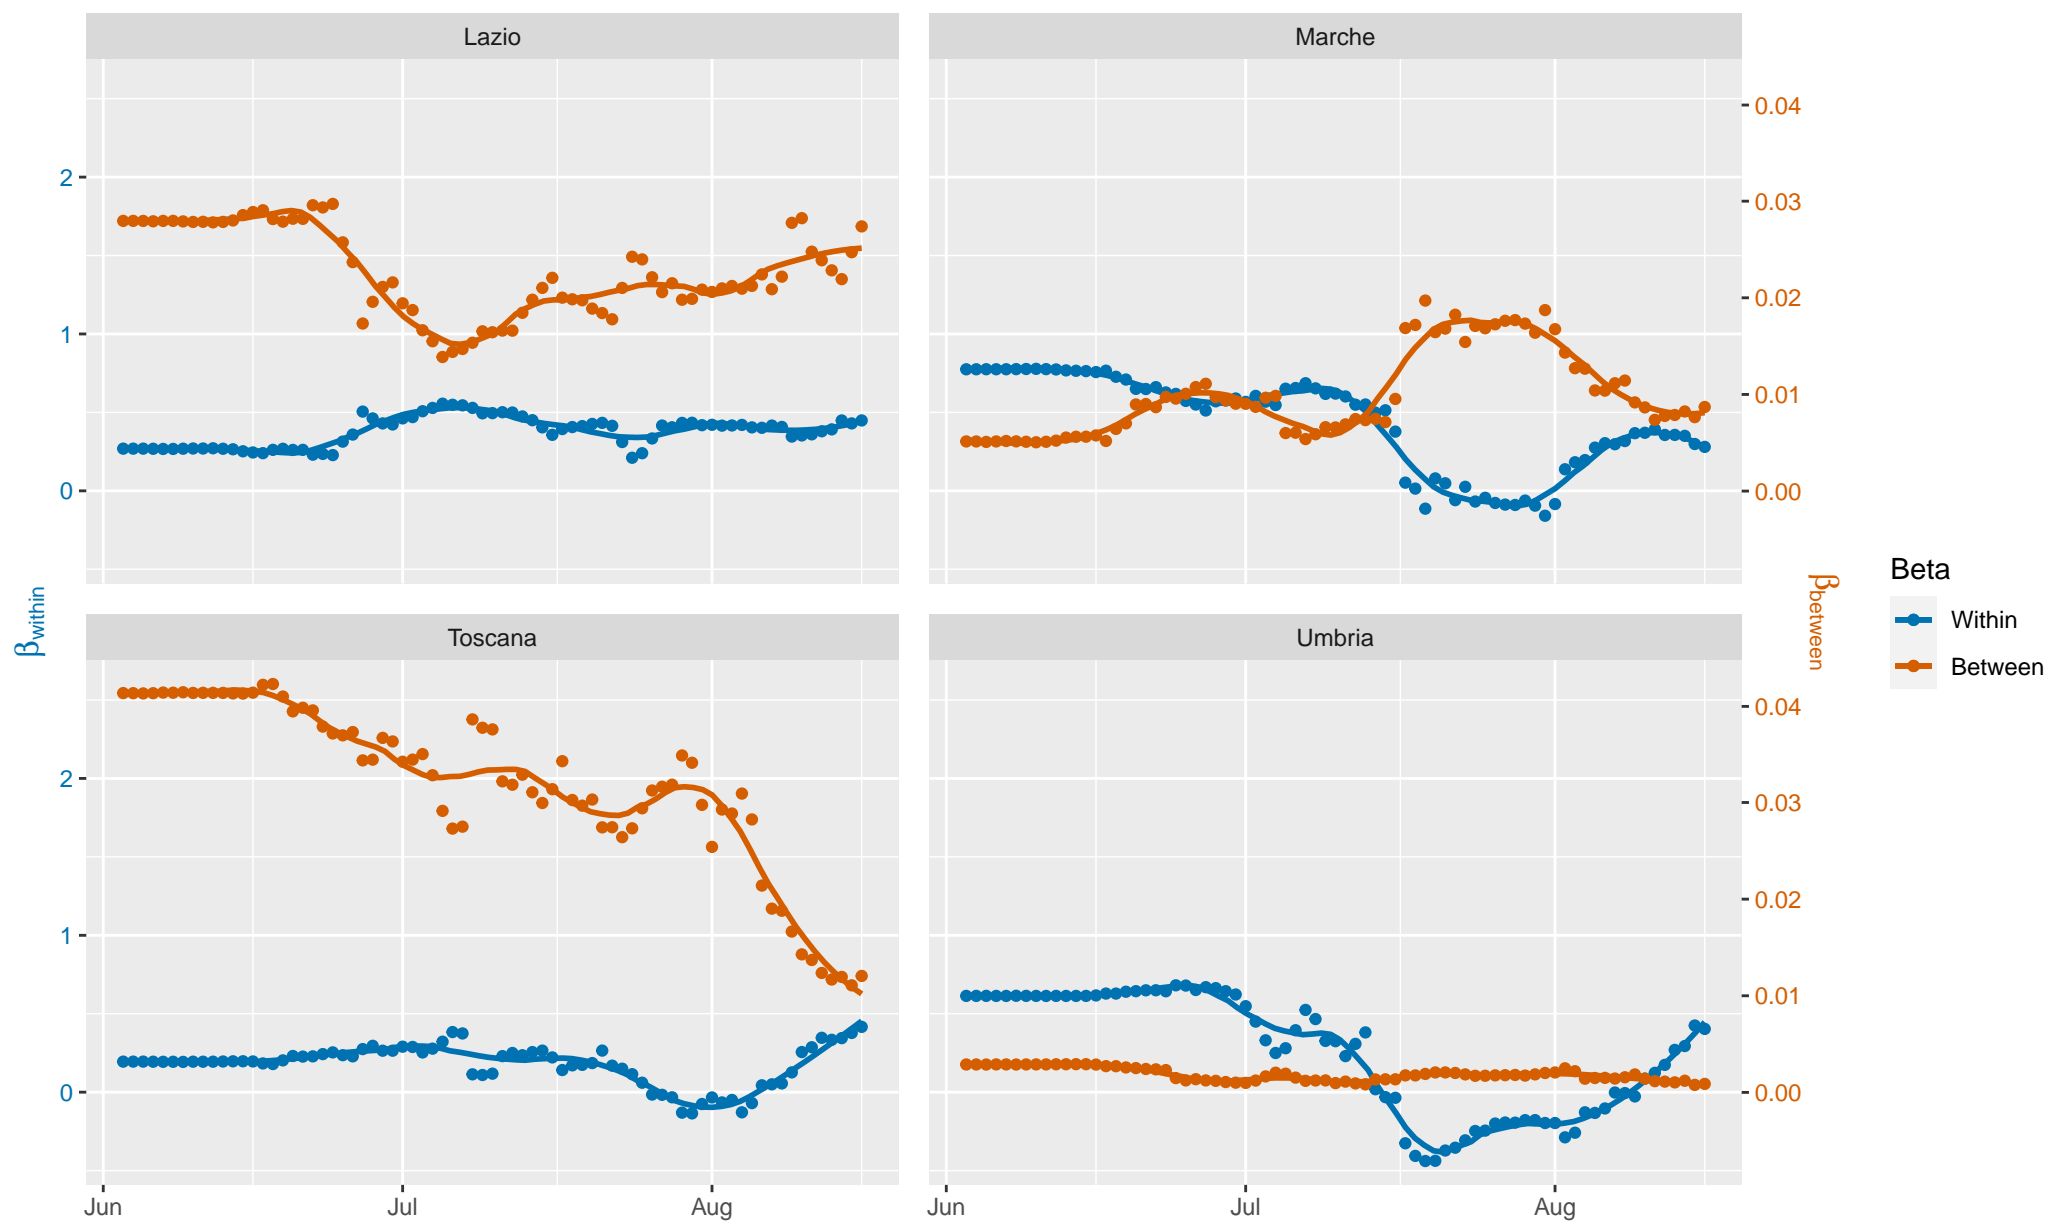 Lazio
Marche
2
1
0
0.04
0.03
0.02
0.01
0.00
βwithin
βbetween
Beta
Within
Between
Toscana
Umbria
2
1
0
0.04
0.03
0.02
0.01
0.00
Jun Jul Aug
Jun Jul Aug